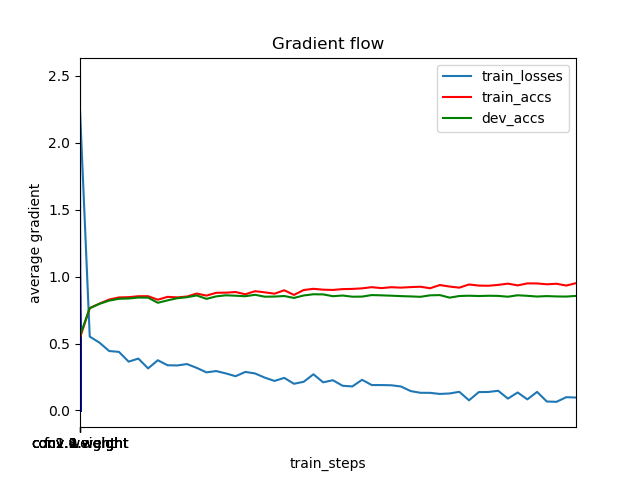 Gradient flow
train_losses
train_accs
dev_accs
average gradient
2.5
2.0
1.5
1.0
0.5
0.0
train_steps